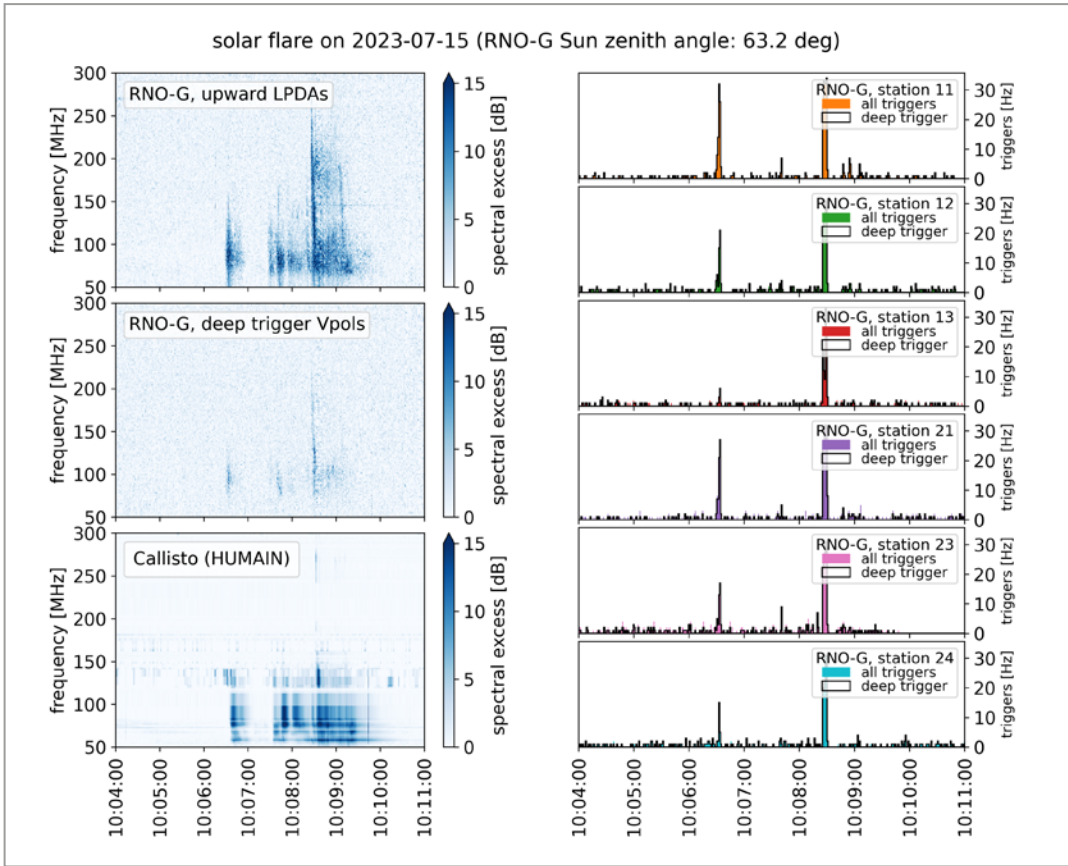 solar flare on 2023-07-15 (RNO-G Sun zenith angle: 63.2 deg)
300
250
200
150
100
50
frequency [MHz]
RNO-G, upward LPDAs
15
10
5
0
spectral excess [dB]
300
250
200
150
100
50
frequency [MHz]
RNO-G, deep trigger Vpols
15
10
5
0
spectral excess [dB]
300
250
200
150
100
50
frequency [MHz]
Callisto (HUMAIN)
15
10
5
0
spectral excess [dB]
10:04:00
10:05:00
10:06:00
10:07:00
10:08:00
10:09:00
10:10:00
10:11:00
RNO-G, station 11
all triggers
deep trigger
30
20
10
0
triggers [Hz]
RNO-G, station 12
all triggers
deep trigger
30
20
10
0
triggers [Hz]
RNO-G, station 13
all triggers
deep trigger
30
20
10
0
triggers [Hz]
RNO-G, station 21
all triggers
deep trigger
30
20
10
0
triggers [Hz]
RNO-G, station 23
all triggers
deep trigger
30
20
10
0
triggers [Hz]
RNO-G, station 24
all triggers
deep trigger
30
20
10
0
triggers [Hz]
10:04:00
10:05:00
10:06:00
10:07:00
10:08:00
10:09:00
10:10:00
10:11:00